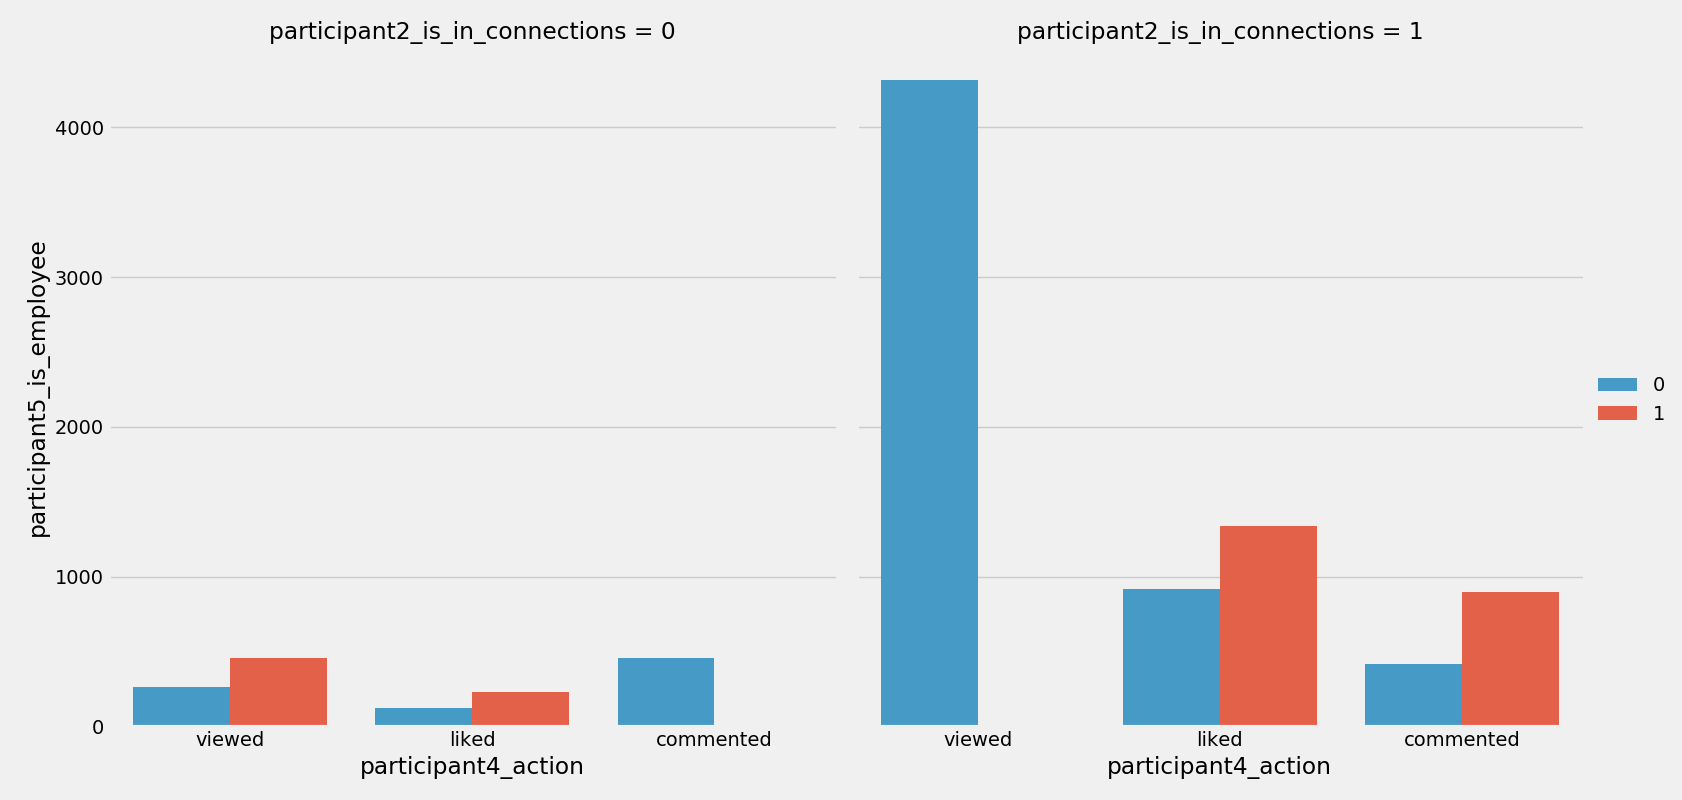 participant2_is_in_connections = 0
participant2_is_in_connections = 1
participant5_is_employee
4000
3000
2000
1000
0
viewed
liked
commented
viewed
liked
commented
participant4_action
participant4_action
0
1